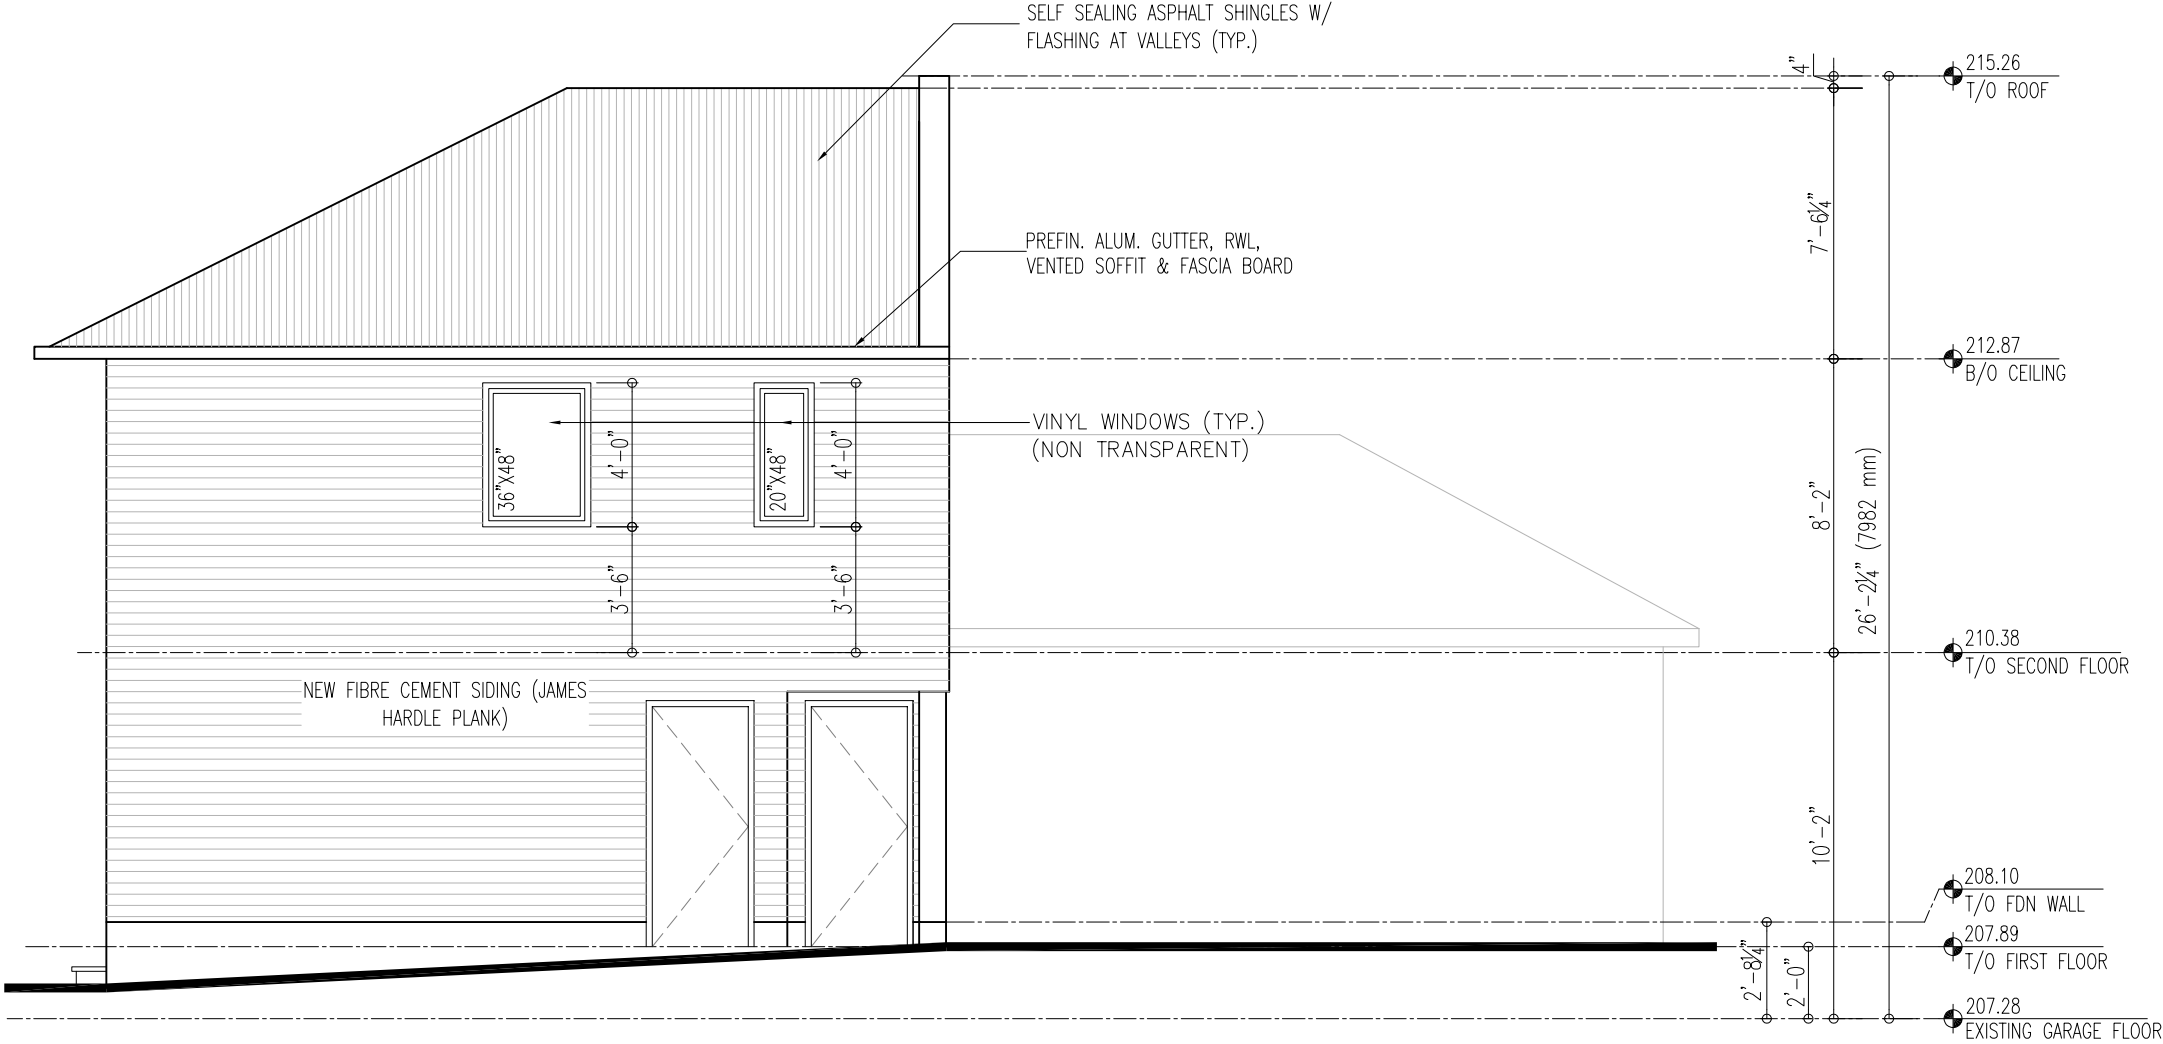 SELF SEALING ASPHALT SHINGLES W/
FLASHING AT VALLEYS (TYP.)
4"
215.26
T/O ROOF
7'-6¼"
PREFIN. ALUM. GUTTER, RWL,
VENTED SOFFIT & FASCIA BOARD
212.87
B/O CEILING
VINYL WINDOWS (TYP.)
(NON TRANSPARENT)
36"X48"
4'-0"
20"X48"
4'-0"
8'-2"
26'-2¼" (7982 mm)
3'-6"
3'-6"
210.38
T/O SECOND FLOOR
NEW FIBRE CEMENT SIDING (JAMES
HARDLE PLANK)
10'-2"
208.10
T/O FDN WALL
207.89
T/O FIRST FLOOR
2'-8¼"
2'-0"
207.28
EXISTING GARAGE FLOOR